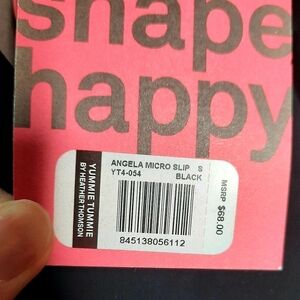 shape
happy
ANGELA MICRO SLIP S
YT4-054 BLACK
YUMMIE TUMMIE
BY HEATHER THOMSON
MSRP $68.00
845138056112